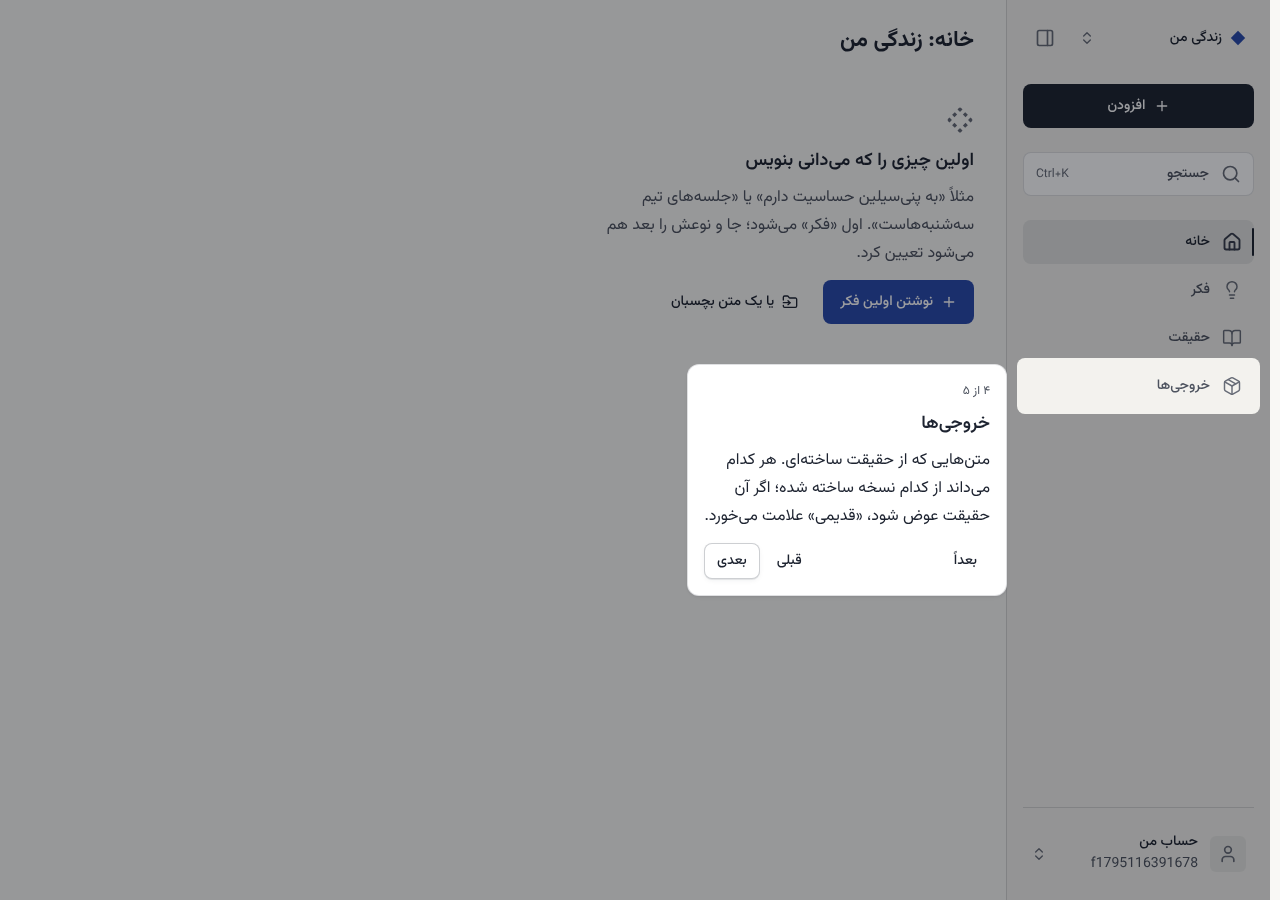 زندگی من
افزودن
جستجو
Ctrl+K
خانه
فکر
حقیقت
خروجی‌ها
حساب من
f1795116391678
خانه: زندگی من
اولین چیزی را که می‌دانی بنویس
مثلاً «به پنی‌سیلین حساسیت دارم» یا «جلسه‌های تیم
سه‌شنبه‌هاست». اول «فکر» می‌شود؛ جا و نوعش را بعد هم
می‌شود تعیین کرد.
نوشتن اولین فکر
یا یک متن بچسبان
۴ از ۵
خروجی‌ها
متن‌هایی که از حقیقت ساخته‌ای. هر کدام
می‌داند از کدام نسخه ساخته شده؛ اگر آن
حقیقت عوض شود، «قدیمی» علامت می‌خورد.
بعداً
قبلی
بعدی